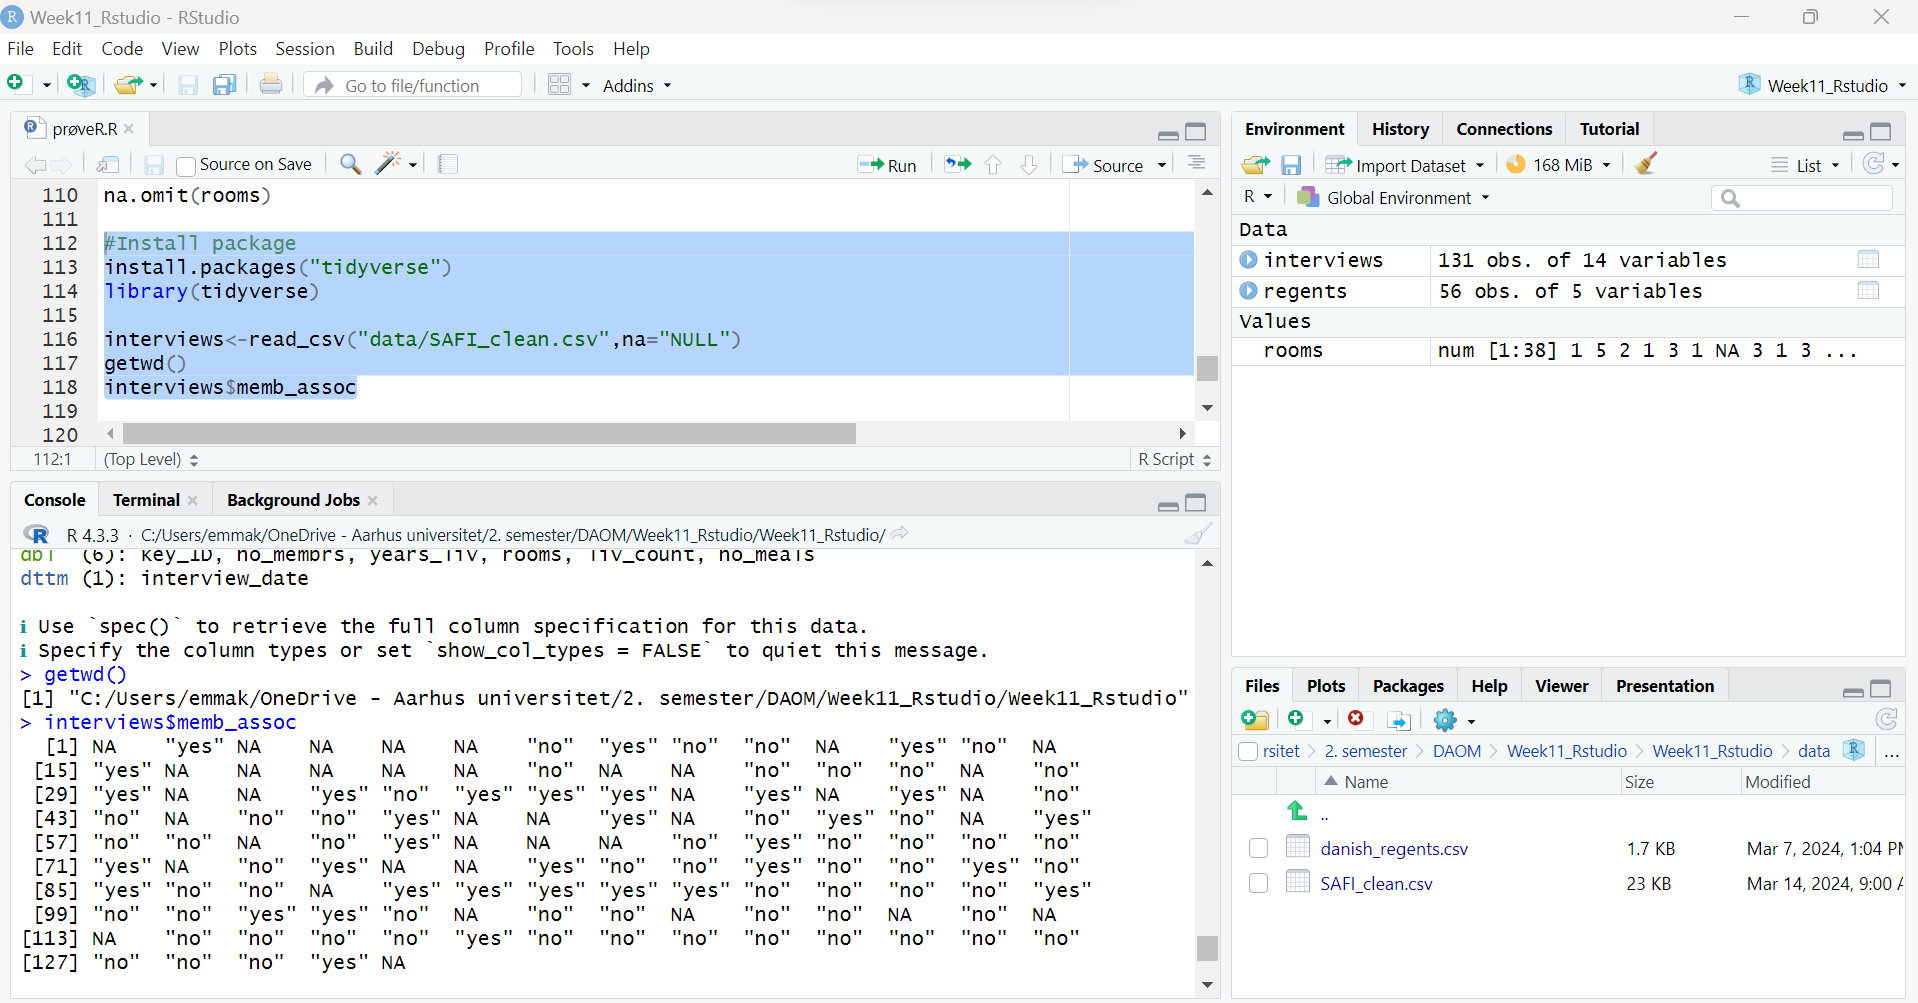 Week11_Rstudio - RStudio
File Edit Code View Plots Session Build Debug Profile Tools Help
Go to file/function Addins Week11_Rstudio
prøveR.R
Source on Save Run Source
110 na.omit(rooms)
111
112 #Install package
113 install.packages("tidyverse")
114 library(tidyverse)
115
116 interviews<-read_csv("data/SAFI_clean.csv",na="NULL")
117 getwd()
118 interviews$memb_assoc
119
120
112:1 (Top Level) R Script
Console Terminal Background Jobs
R 4.3.3 · C:/Users/emmak/OneDrive - Aarhus universitet/2. semester/DAOM/Week11_Rstudio/Week11_Rstudio/
dbl (6): key_ID, no_membrs, years_liv, rooms, liv_count, no_meals
dttm (1): interview_date
i Use `spec()` to retrieve the full column specification for this data.
i Specify the column types or set `show_col_types = FALSE` to quiet this message.
> getwd()
[1] "C:/Users/emmak/OneDrive - Aarhus universitet/2. semester/DAOM/Week11_Rstudio/Week11_Rstudio"
> interviews$memb_assoc
[1] NA "yes" NA NA NA NA "no" "yes" "no" "no" NA "yes" "no" NA
[15] "yes" NA NA NA NA NA "no" NA NA "no" "no" "no" NA "no"
[29] "yes" NA NA "yes" "no" "yes" "yes" "yes" NA "yes" NA "yes" NA "no"
[43] "no" NA "no" "no" "yes" NA NA "yes" NA "no" "yes" "no" NA "yes"
[57] "no" "no" NA "no" "yes" NA NA NA "no" "yes" "no" "no" "no" "no"
[71] "yes" NA "no" "yes" NA NA "yes" "no" "no" "yes" "no" "no" "yes" "no"
[85] "yes" "no" "no" NA "yes" "yes" "yes" "yes" "yes" "no" "no" "no" "no" "yes"
[99] "no" "no" "yes" "yes" "no" NA "no" "no" NA "no" "no" NA "no" NA
[113] NA "no" "no" "no" "no" "yes" "no" "no" "no" "no" "no" "no" "no" "no"
[127] "no" "no" "no" "yes" NA
Environment History Connections Tutorial
Import Dataset 168 MiB List
R Global Environment
Data
interviews 131 obs. of 14 variables
regents 56 obs. of 5 variables
Values
rooms num [1:38] 1 5 2 1 3 1 NA 3 1 3 ...
Files Plots Packages Help Viewer Presentation
rsitet 2. semester DAOM Week11_Rstudio Week11_Rstudio data ...
Name Size Modified
..
danish_regents.csv 1.7 KB Mar 7, 2024, 1:04 PM
SAFI_clean.csv 23 KB Mar 14, 2024, 9:00 A